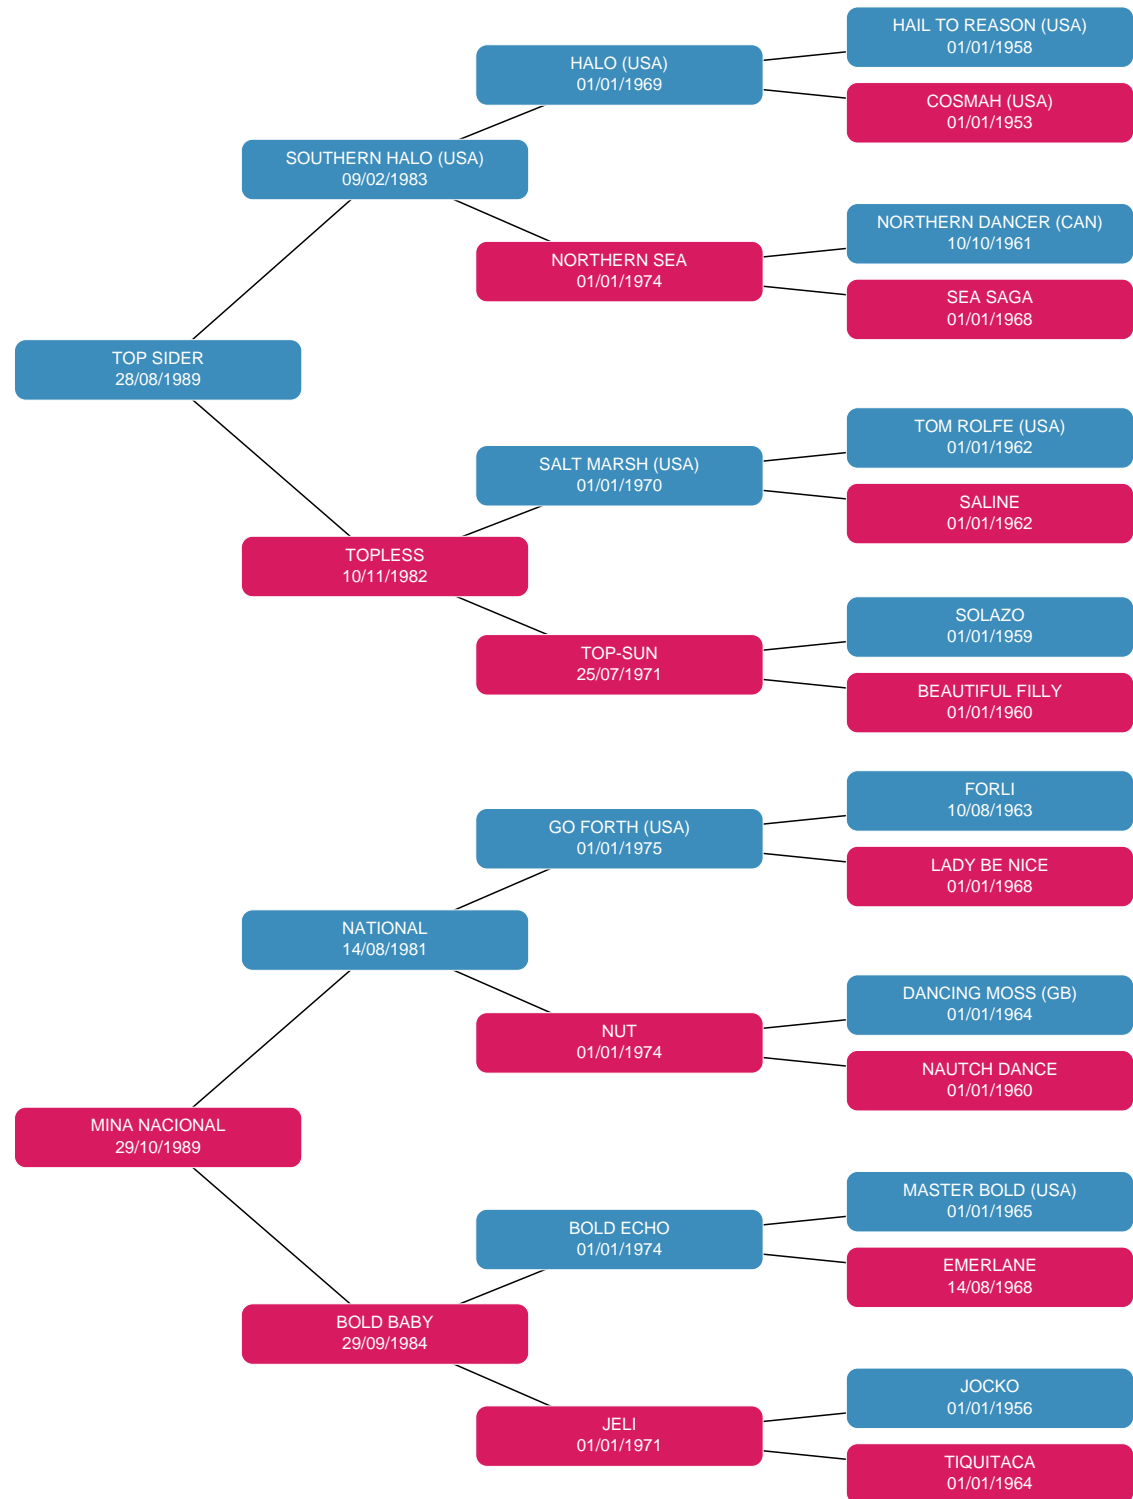 HAIL TO REASON (USA)
01/01/1958
HALO (USA)
01/01/1969
COSMAH (USA)
01/01/1953
SOUTHERN HALO (USA)
09/02/1983
NORTHERN DANCER (CAN)
10/10/1961
NORTHERN SEA
01/01/1974
SEA SAGA
01/01/1968
TOP SIDER
28/08/1989
TOM ROLFE (USA)
01/01/1962
SALT MARSH (USA)
01/01/1970
SALINE
01/01/1962
TOPLESS
10/11/1982
SOLAZO
01/01/1959
TOP-SUN
25/07/1971
BEAUTIFUL FILLY
01/01/1960
FORLI
10/08/1963
GO FORTH (USA)
01/01/1975
LADY BE NICE
01/01/1968
NATIONAL
14/08/1981
DANCING MOSS (GB)
01/01/1964
NUT
01/01/1974
NAUTCH DANCE
01/01/1960
MINA NACIONAL
29/10/1989
MASTER BOLD (USA)
01/01/1965
BOLD ECHO
01/01/1974
EMERLANE
14/08/1968
BOLD BABY
29/09/1984
JOCKO
01/01/1956
JELI
01/01/1971
TIQUITACA
01/01/1964